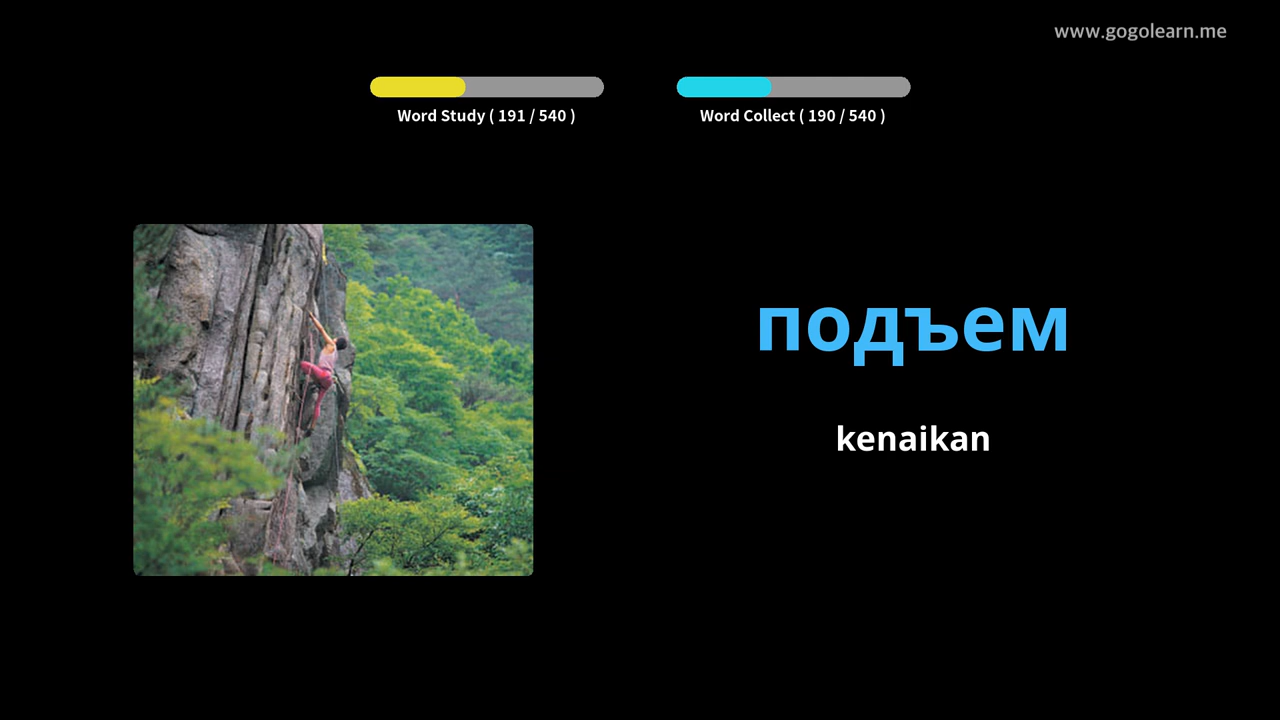 www.gogolearn.me
Word Study ( 191 / 540 )
Word Collect ( 190 / 540 )
подъем
kenaikan